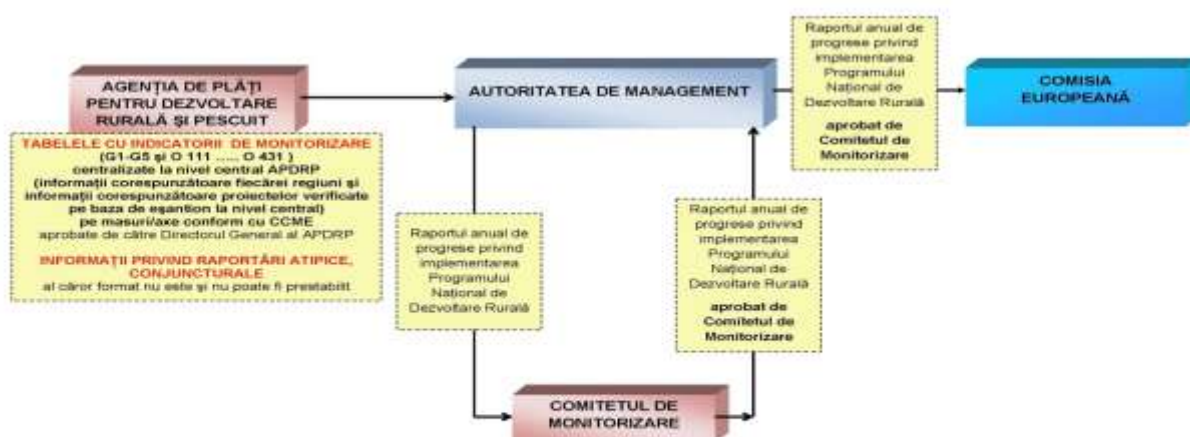 AGENȚIA DE PLĂȚI
PENTRU DEZVOLTARE
RURALĂ ȘI PESCUIT
TABELELE CU INDICATORII DE MONITORIZARE
(G1-G5 și O 111 ..... O 431 )
centralizate la nivel central APDRP
(informații corespunzătoare fiecărei regiuni și
informații corespunzătoare proiectelor verificate
pe baza de eșantion la nivel central)
pe masuri/axe conform cu CCME
aprobate de către Directorul General al APDRP
INFORMAȚII PRIVIND RAPORTĂRI ATIPICE,
CONJUNCTURALE
al căror format nu este și nu poate fi prestabilit
AUTORITATEA DE MANAGEMENT
Raportul anual de
progrese privind
implementarea
Programului
Național de
Dezvoltare Rurală
COMITETUL DE
MONITORIZARE
Raportul anual de
progrese privind
implementarea
Programului
Național de
Dezvoltare Rurală
aprobat de
Comitetul de
Monitorizare
Raportul anual de
progrese privind
implementarea
Programului
Național de
Dezvoltare Rurală
aprobat de
Comitetul de
Monitorizare
COMISIA
EUROPEANĂ